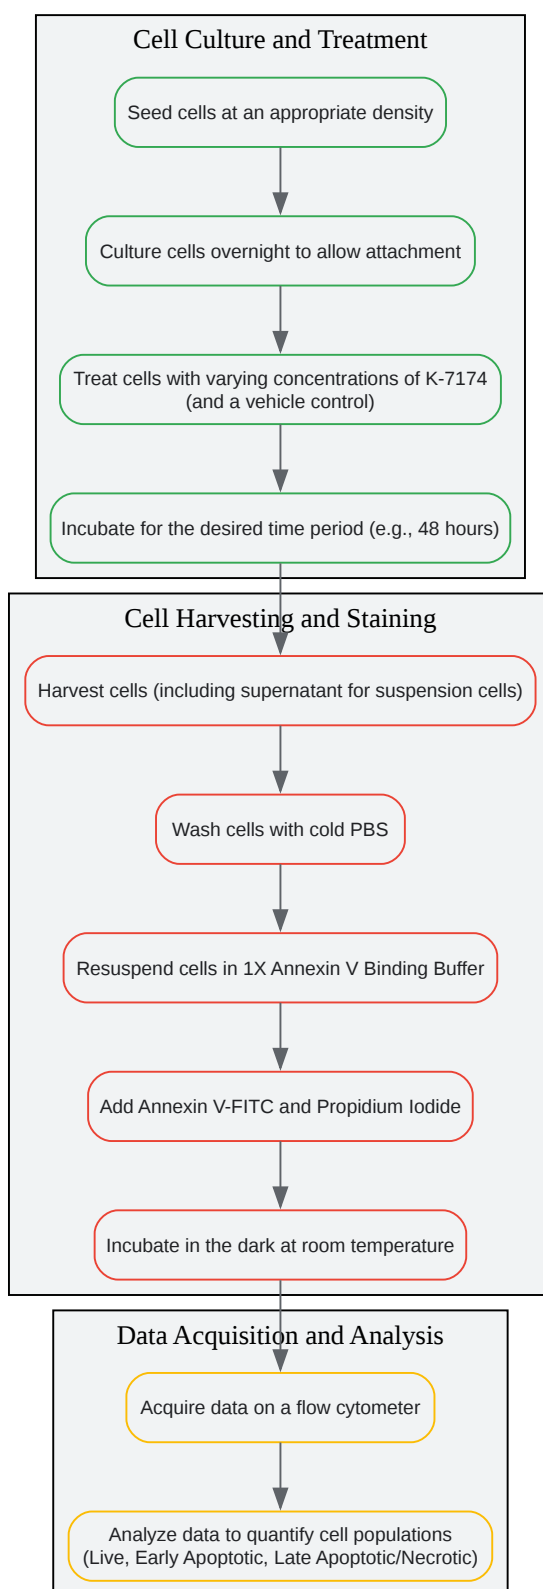 Cell Culture and Treatment
Seed cells at an appropriate density
Culture cells overnight to allow attachment
Treat cells with varying concentrations of K-7174
(and a vehicle control)
Incubate for the desired time period (e.g., 48 hours)
Cell Harvesting and Staining
Harvest cells (including supernatant for suspension cells)
Wash cells with cold PBS
Resuspend cells in 1X Annexin V Binding Buffer
Add Annexin V-FITC and Propidium Iodide
Incubate in the dark at room temperature
Data Acquisition and Analysis
Acquire data on a flow cytometer
Analyze data to quantify cell populations
(Live, Early Apoptotic, Late Apoptotic/Necrotic)